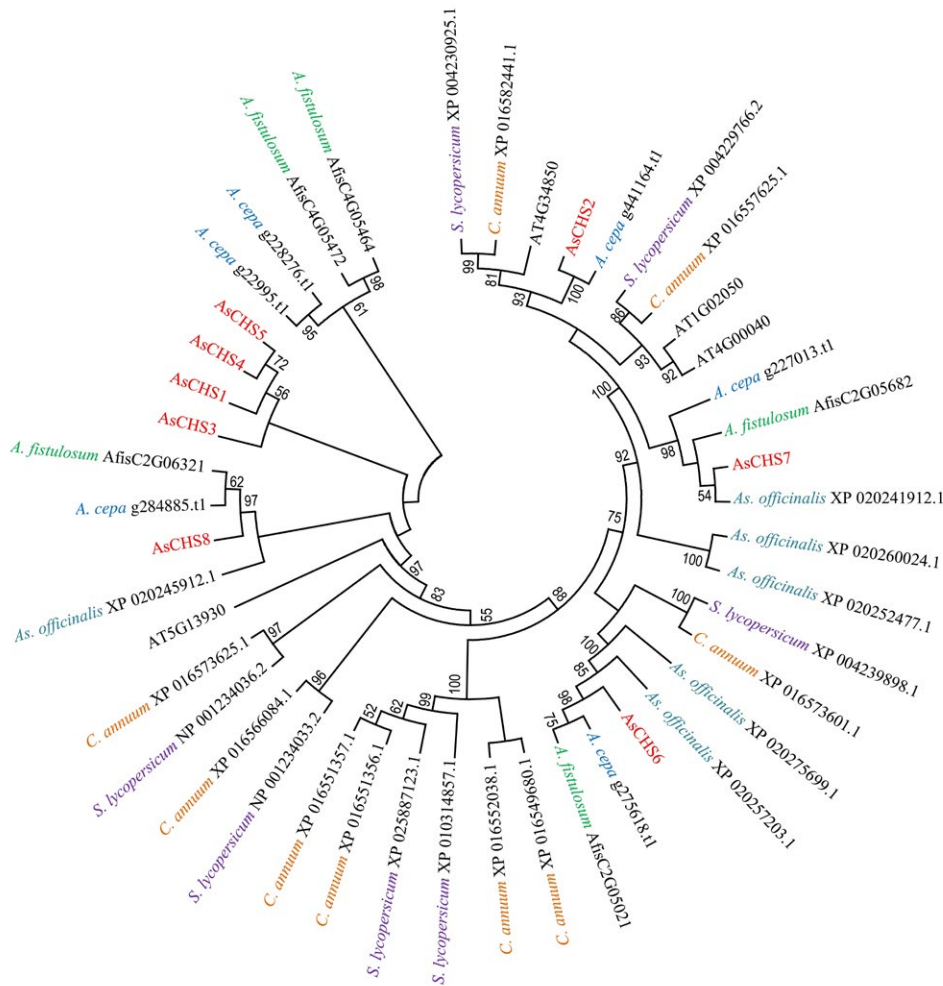 S. lycopersicum XP 004230925.1
C. annuum XP 016582441.1
AT4G34850
AsCHS2
A. cepa g441164.t1
S. lycopersicum XP 004229766.2
C. annuum XP 016557625.1
AT1G02050
AT4G00040
A. cepa g227013.t1
A. fistulosum AfisC2G05682
AsCHS7
As. officinalis XP 020241912.1
As. officinalis XP 020260024.1
As. officinalis XP 020252477.1
S. lycopersicum XP 004239898.1
C. annuum XP 016573601.1
As. officinalis XP 020275699.1
As. officinalis XP 020257203.1
AsCHS6
A. cepa g275618.t1
A. fistulosum AfisC2G05021
C. annuum XP 016549680.1
C. annuum XP 016552038.1
S. lycopersicum XP 010314857.1
S. lycopersicum XP 025887123.1
C. annuum XP 016551356.1
C. annuum XP 016551357.1
S. lycopersicum NP 001234033.2
C. annuum XP 016566084.1
S. lycopersicum NP 001234036.2
C. annuum XP 016573625.1
AT5G13930
As. officinalis XP 020245912.1
AsCHS8
A. cepa g284885.t1
A. fistulosum AfisC2G06321
AsCHS3
AsCHS1
AsCHS4
AsCHS5
A. cepa g22995.t1
A. cepa g228276.t1
A. fistulosum AfisC4G05472
A. fistulosum AfisC4G05464
99
81
93
100
86
93
92
100
98
54
92
100
75
100
100
85
98
75
88
100
99
62
52
55
96
83
97
97
97
62
56
72
95
61
98